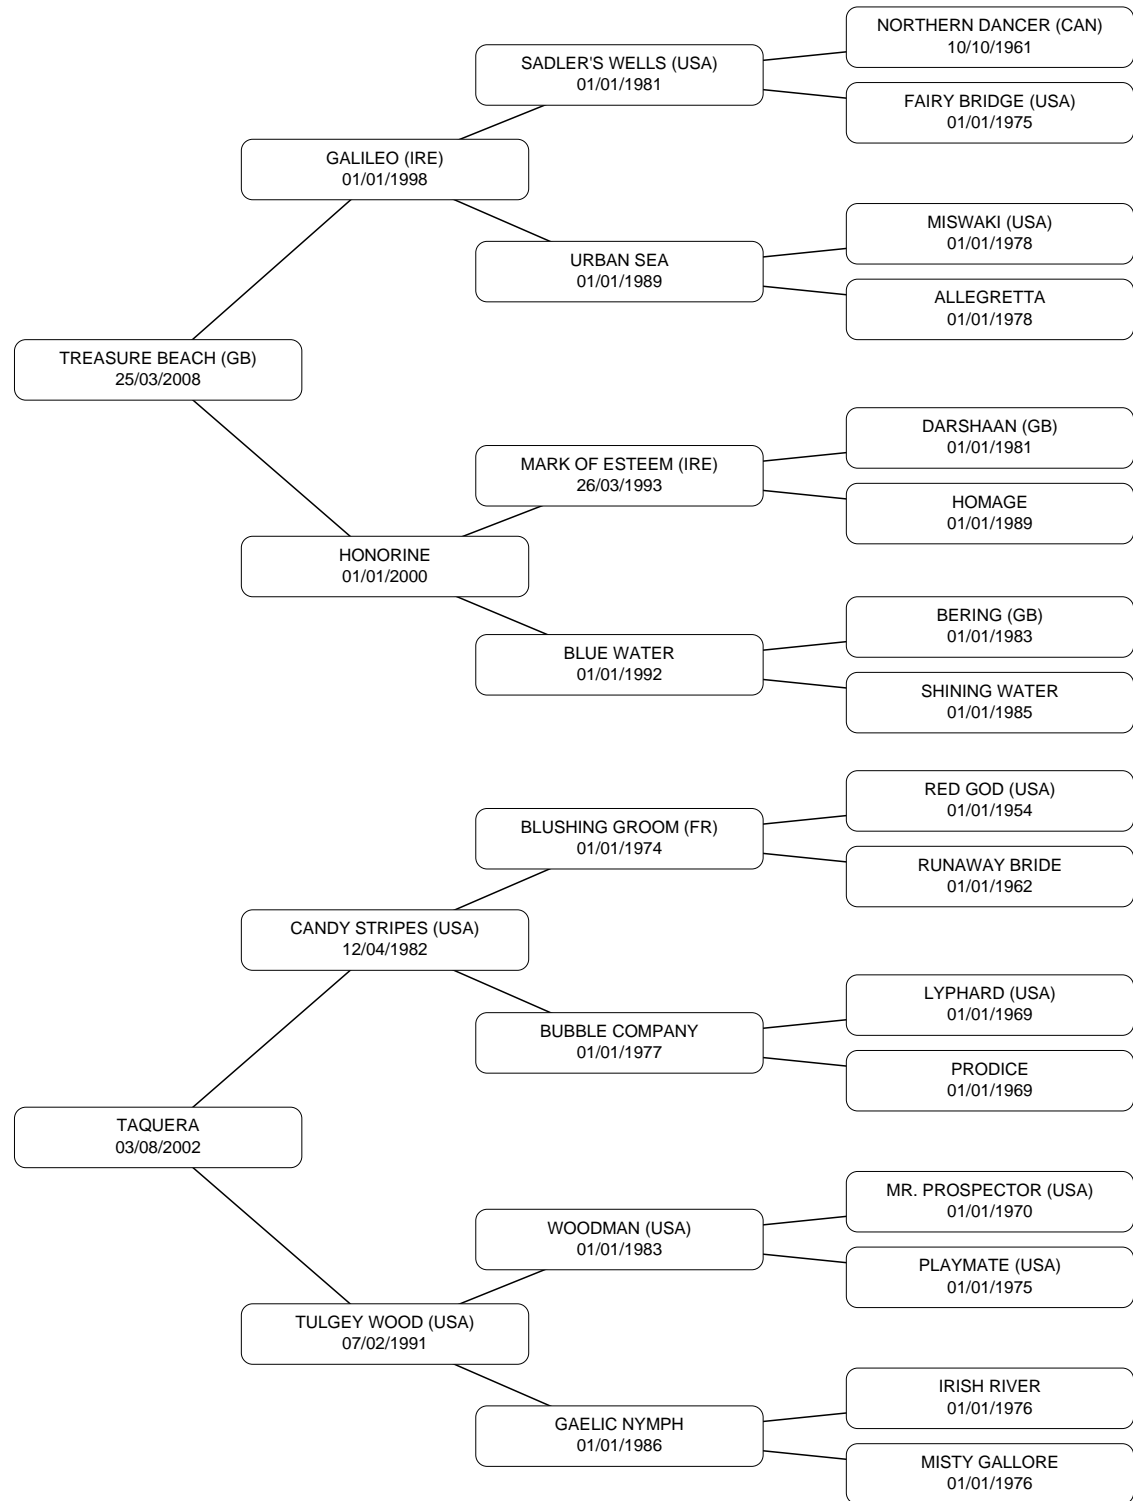 NORTHERN DANCER (CAN)
10/10/1961
SADLER'S WELLS (USA)
01/01/1981
FAIRY BRIDGE (USA)
01/01/1975
GALILEO (IRE)
01/01/1998
MISWAKI (USA)
01/01/1978
URBAN SEA
01/01/1989
ALLEGRETTA
01/01/1978
TREASURE BEACH (GB)
25/03/2008
DARSHAAN (GB)
01/01/1981
MARK OF ESTEEM (IRE)
26/03/1993
HOMAGE
01/01/1989
HONORINE
01/01/2000
BERING (GB)
01/01/1983
BLUE WATER
01/01/1992
SHINING WATER
01/01/1985
RED GOD (USA)
01/01/1954
BLUSHING GROOM (FR)
01/01/1974
RUNAWAY BRIDE
01/01/1962
CANDY STRIPES (USA)
12/04/1982
LYPHARD (USA)
01/01/1969
BUBBLE COMPANY
01/01/1977
PRODICE
01/01/1969
TAQUERA
03/08/2002
MR. PROSPECTOR (USA)
01/01/1970
WOODMAN (USA)
01/01/1983
PLAYMATE (USA)
01/01/1975
TULGEY WOOD (USA)
07/02/1991
IRISH RIVER
01/01/1976
GAELIC NYMPH
01/01/1986
MISTY GALLORE
01/01/1976